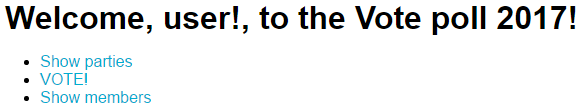 Welcome, user!, to the Vote poll 2017!
Show parties
VOTE!
Show members